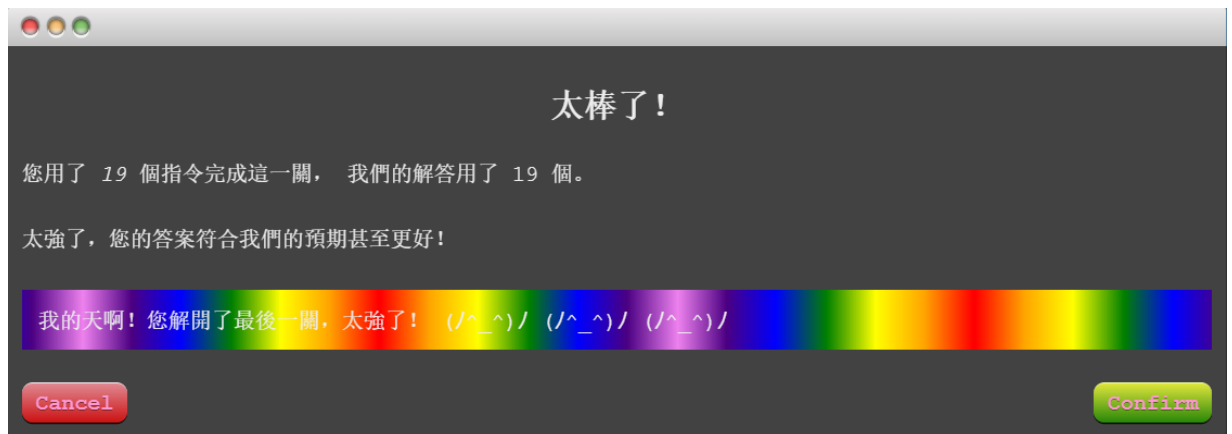 太棒了！
您用了 19 個指令完成這一關， 我們的解答用了 19 個。
太強了，您的答案符合我們的預期甚至更好！
我的天啊！您解開了最後一關，太強了！ (ﾉ^_^)ﾉ (ﾉ^_^)ﾉ (ﾉ^_^)ﾉ
Cancel Confirm